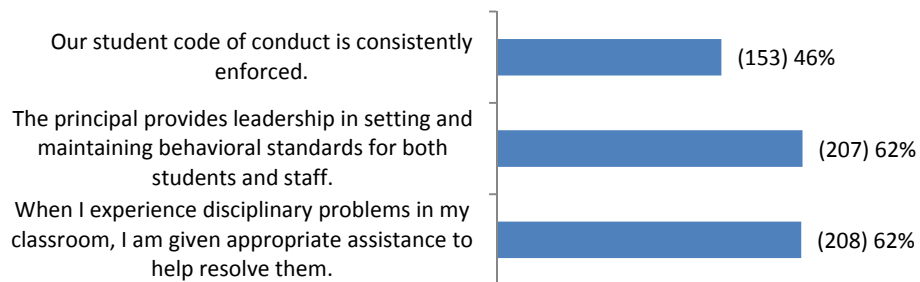 Our student code of conduct is consistently
enforced.
(153) 46%
The principal provides leadership in setting and
maintaining behavioral standards for both
students and staff.
(207) 62%
When I experience disciplinary problems in my
classroom, I am given appropriate assistance to
help resolve them.
(208) 62%